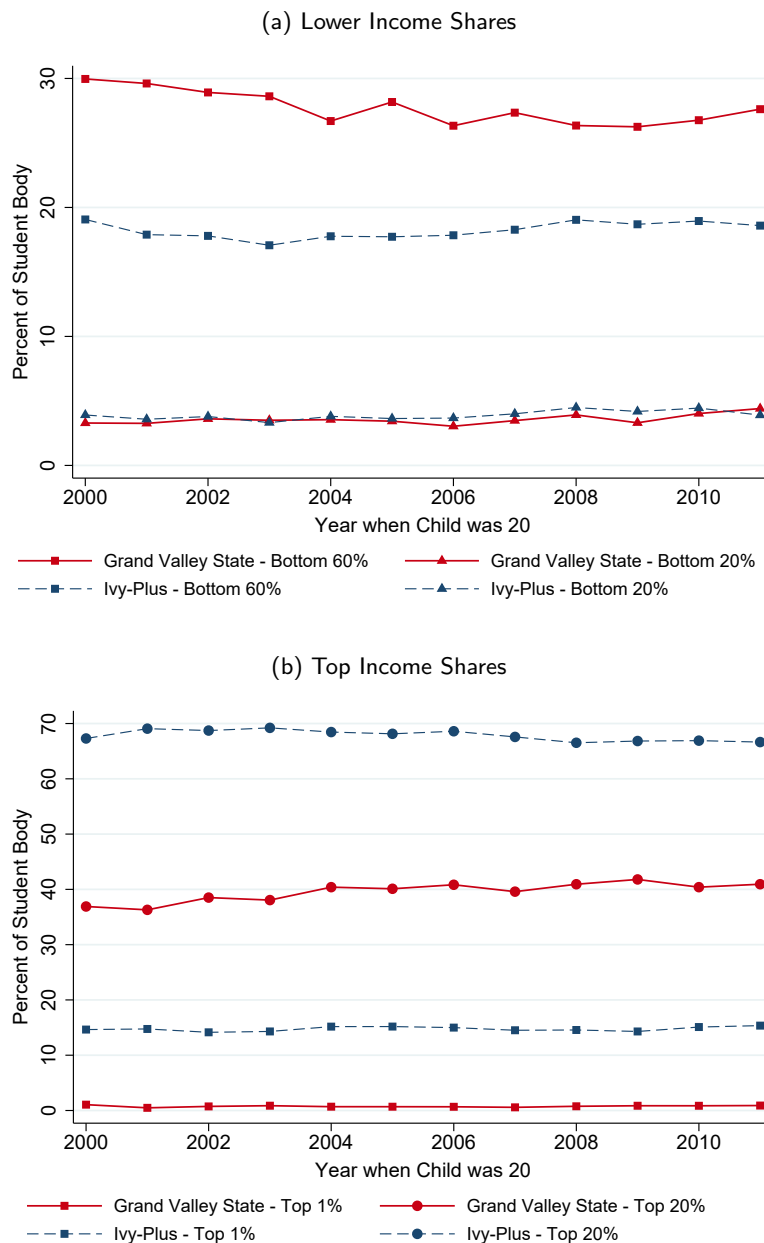 (a) Lower Income Shares
Percent of Student Body
30
20
10
0
2000 2002 2004 2006 2008 2010
Year when Child was 20
Grand Valley State - Bottom 60% Grand Valley State - Bottom 20%
Ivy-Plus - Bottom 60% Ivy-Plus - Bottom 20%
(b) Top Income Shares
Percent of Student Body
70
60
50
40
30
20
10
0
2000 2002 2004 2006 2008 2010
Year when Child was 20
Grand Valley State - Top 1% Grand Valley State - Top 20%
Ivy-Plus - Top 1% Ivy-Plus - Top 20%